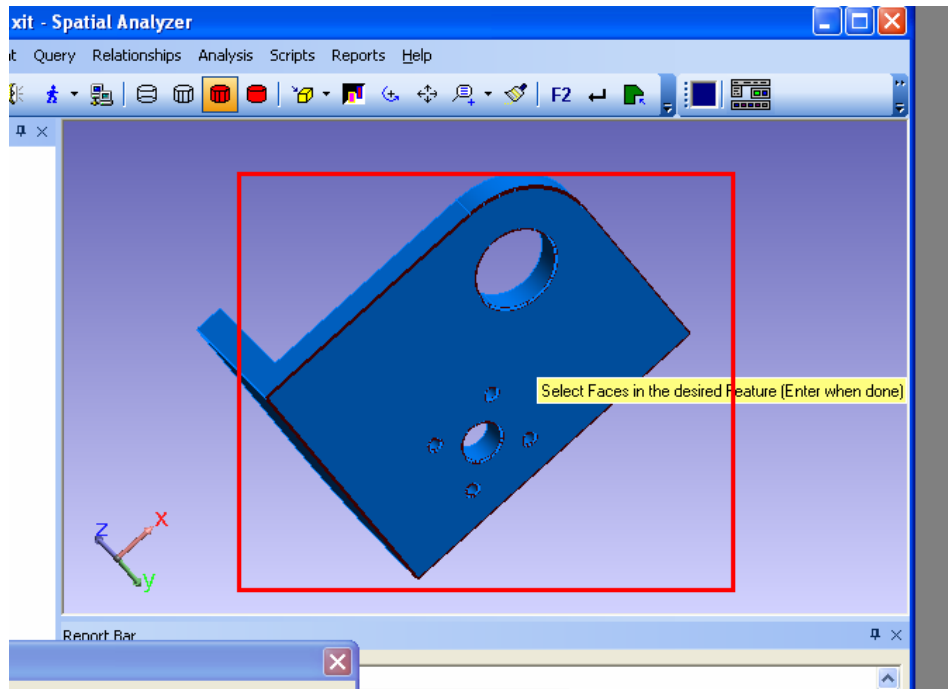 xit - Spatial Analyzer
Query Relationships Analysis Scripts Reports Help
F2
Select Faces in the desired Feature (Enter when done)
Z
X
y
Report Bar